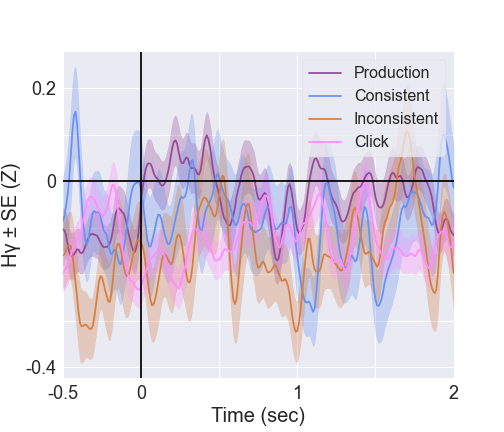 Production
Consistent
Inconsistent
Click
0.2
0
-0.4
Hγ ± SE (Z)
-0.5
0
1
2
Time (sec)